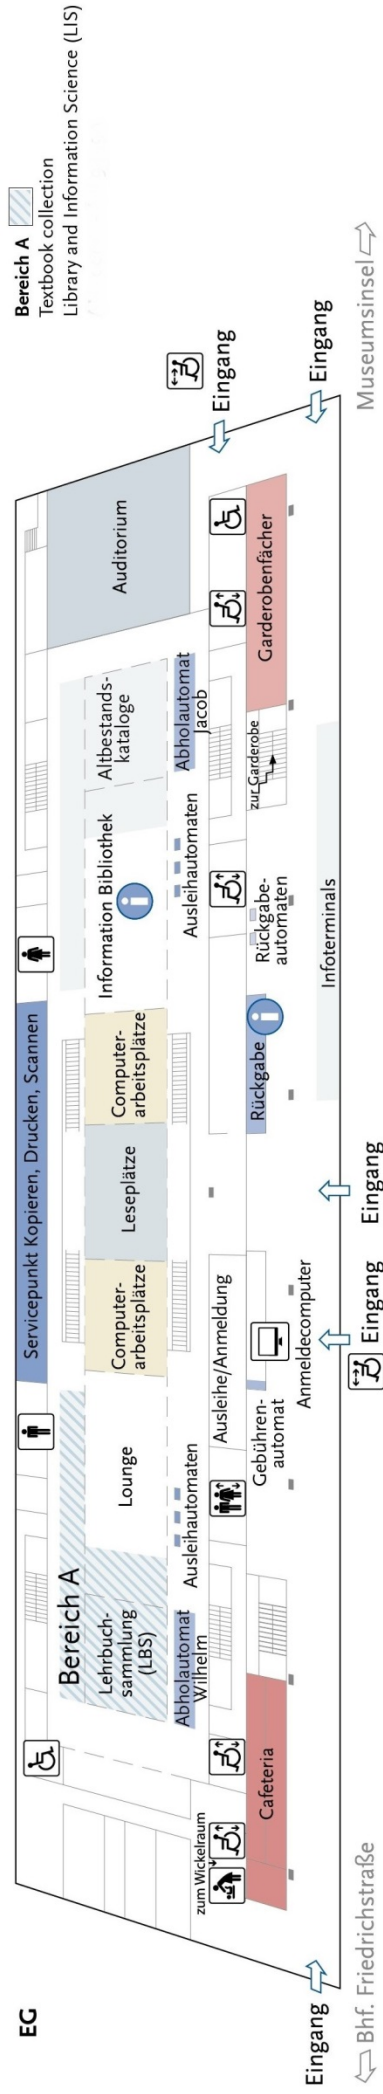 EG
Bereich A
Textbook collection
Library and Information Science (LIS)
Servicepunkt Kopieren, Drucken, Scannen
Bereich A
Lehrbuch-
sammlung
(LBS)
Lounge
Computer-
arbeitsplätze
Leseplätze
Computer-
arbeitsplätze
Information Bibliothek
Altbestands-
kataloge
Auditorium
Abholautomat
Wilhelm
Ausleihautomaten
Ausleihautomaten
Abholautomat
Jacob
zum Wickelraum
Ausleihe/Anmeldung
Cafeteria
Gebühren-
automat
Anmeldecomputer
Rückgabe
Rückgabe-
automaten
zur Garderobe
Garderobenfächer
Infoterminals
Eingang
Eingang
Eingang
Eingang
Eingang
Bhf. Friedrichstraße
Museumsinsel